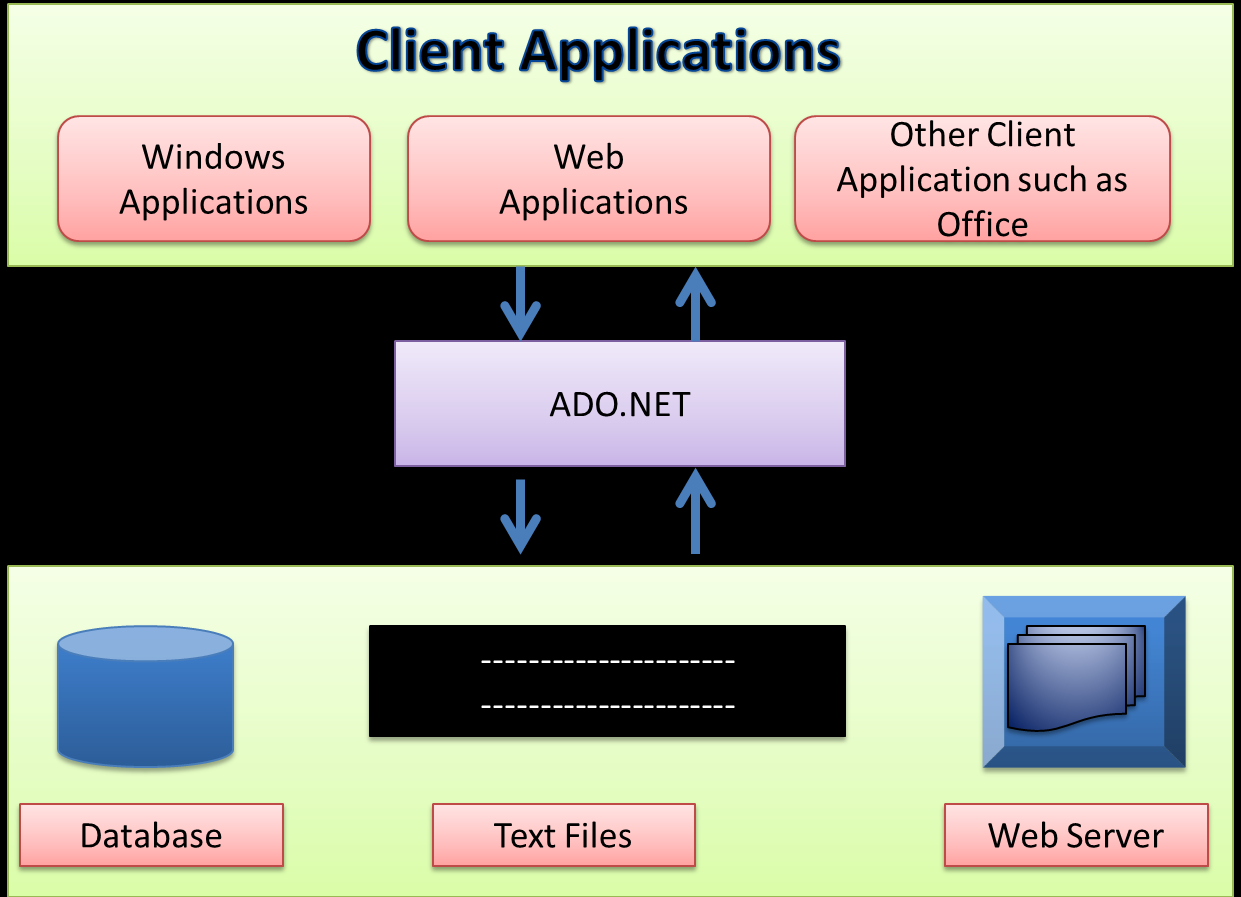 Client Applications
Windows
Applications
Web
Applications
Other Client
Application such as
Office
ADO.NET
----------------------
----------------------
Database
Text Files
Web Server